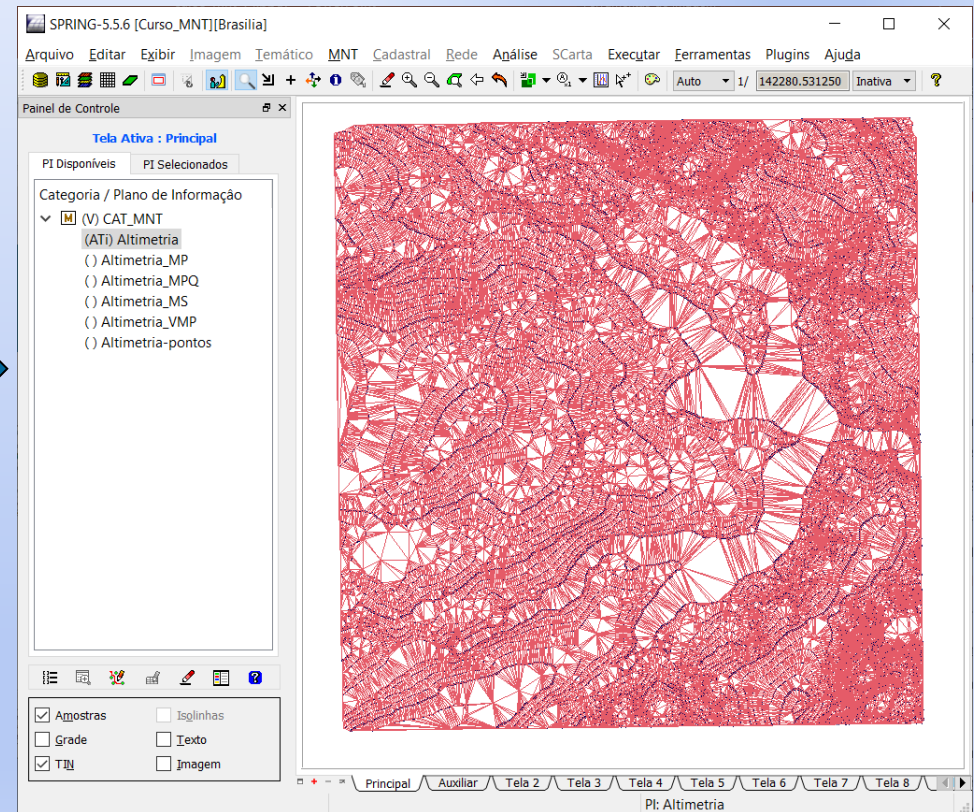 SPRING-5.5.6 [Curso_MNT][Brasilia]
Arquivo Editar Exibir Imagem Temático MNT Cadastral Rede Análise SCarta Executar Ferramentas Plugins Ajuda
Auto 1/ 142280.531250 Inativa
Painel de Controle
Tela Ativa : Principal
PI Disponíveis PI Selecionados
Categoria / Plano de Informação
(V) CAT_MNT
(ATi) Altimetria
( ) Altimetria_MP
( ) Altimetria_MPQ
( ) Altimetria_MS
( ) Altimetria_VMP
( ) Altimetria-pontos
Amostras Isolinhas
Grade Texto
TIN Imagem
Principal Auxiliar Tela 2 Tela 3 Tela 4 Tela 5 Tela 6 Tela 7 Tela 8
PI: Altimetria